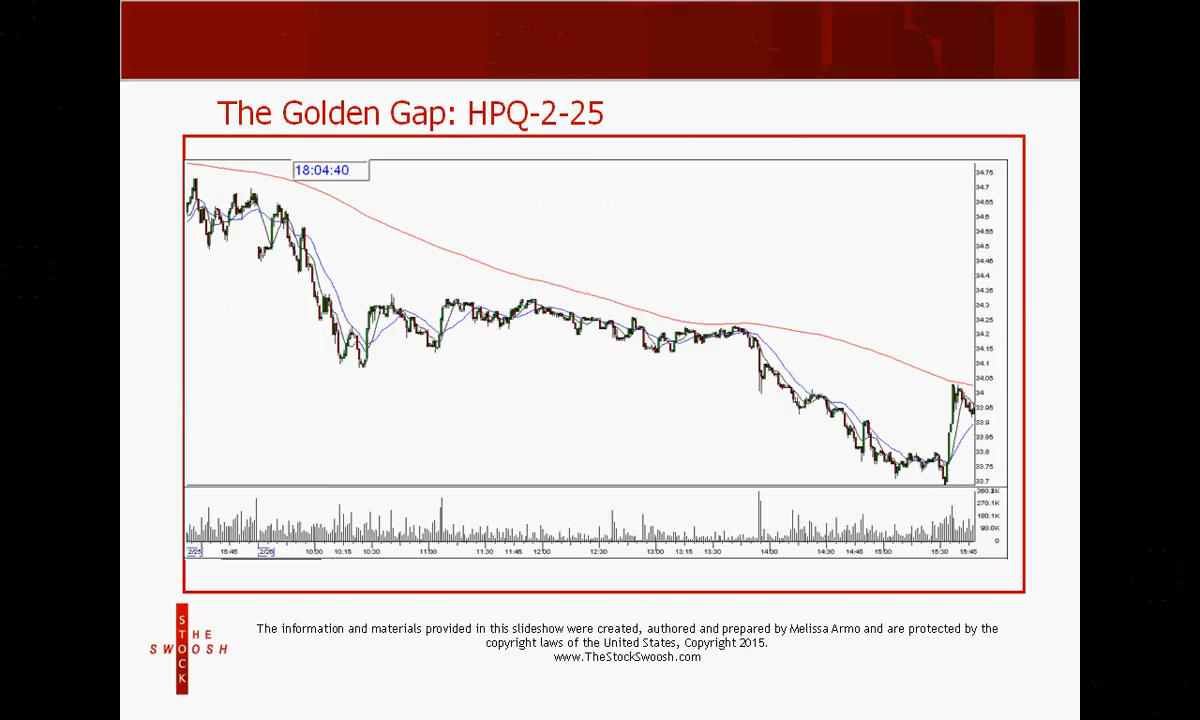 The Golden Gap: HPQ-2-25
18:04:40
34.75
34.7
34.65
34.6
34.55
34.5
34.45
34.4
34.35
34.3
34.25
34.2
34.15
34.1
34.05
34
33.95
33.9
33.85
33.8
33.75
33.7
360.2K
270.1K
180.1K
90.0K
0
2/25 15:45 2/26 10:00 10:15 10:30 11:00 11:30 11:45 12:00 12:30 13:00 13:15 13:30 14:00 14:30 14:45 15:00 15:30 15:45
THE
STOCK
SWOOSH
The information and materials provided in this slideshow were created, authored and prepared by Melissa Armo and are protected by the
copyright laws of the United States, Copyright 2015.
www.TheStockSwoosh.com